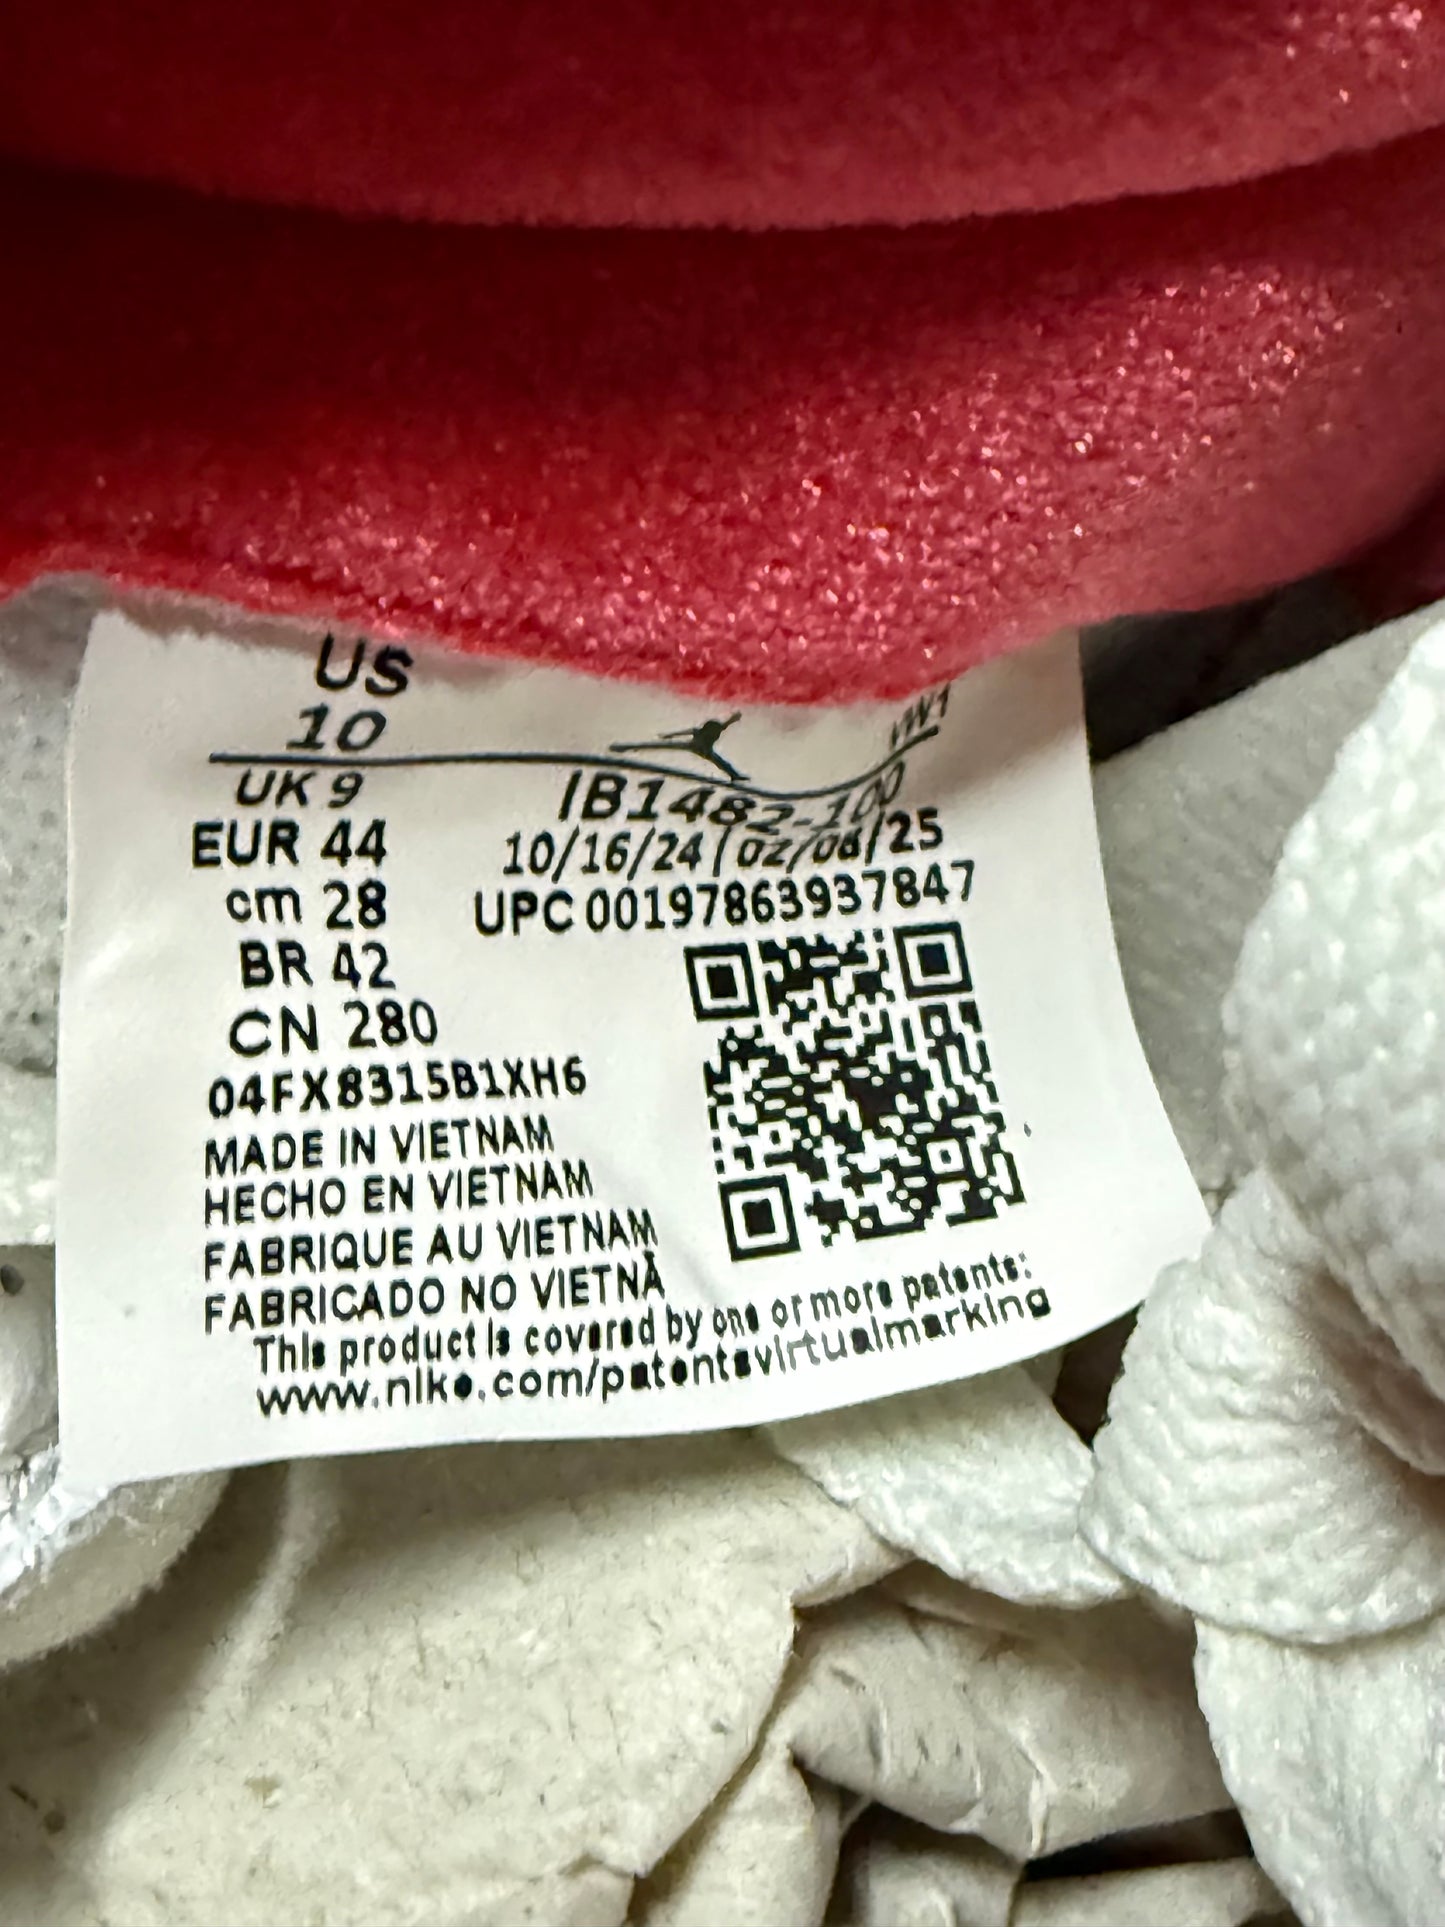 US
10
VW1
UK 9
IB1482-100
EUR 44
10/16/24 | 02/08/25
cm 28
UPC 00197863937847
BR 42
CN 280
04FX8315B1XH6
MADE IN VIETNAM
HECHO EN VIETNAM
FABRIQUE AU VIETNAM
FABRICADO NO VIETNÃ
This product is covered by one or more patents:
www.nike.com/patentsvirtualmarking